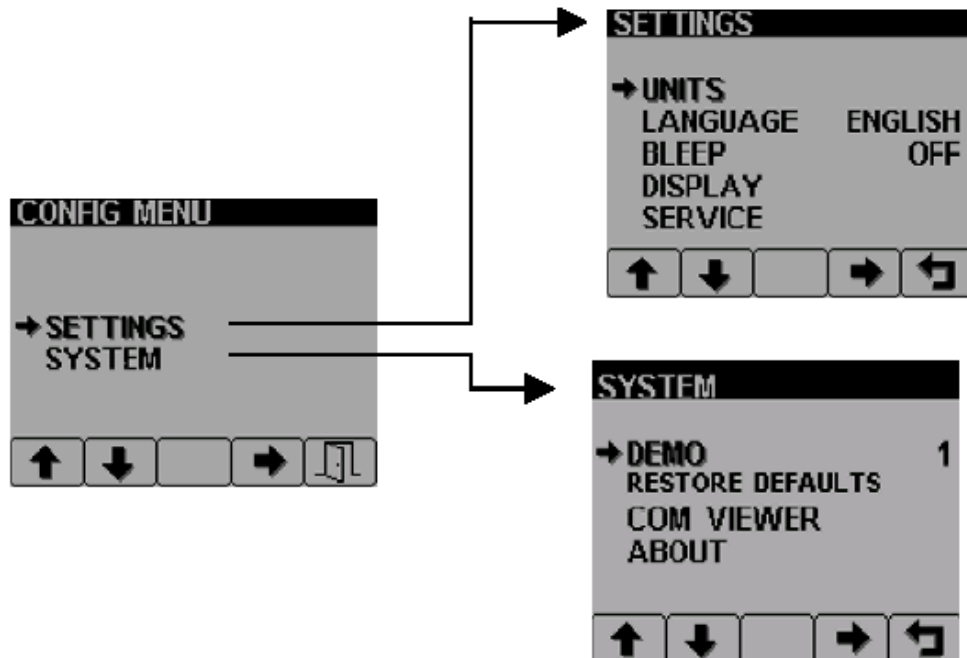 CONFIG MENU
SETTINGS
SYSTEM
SETTINGS
UNITS
LANGUAGE ENGLISH
BLEEP OFF
DISPLAY
SERVICE
SYSTEM
DEMO 1
RESTORE DEFAULTS
COM VIEWER
ABOUT